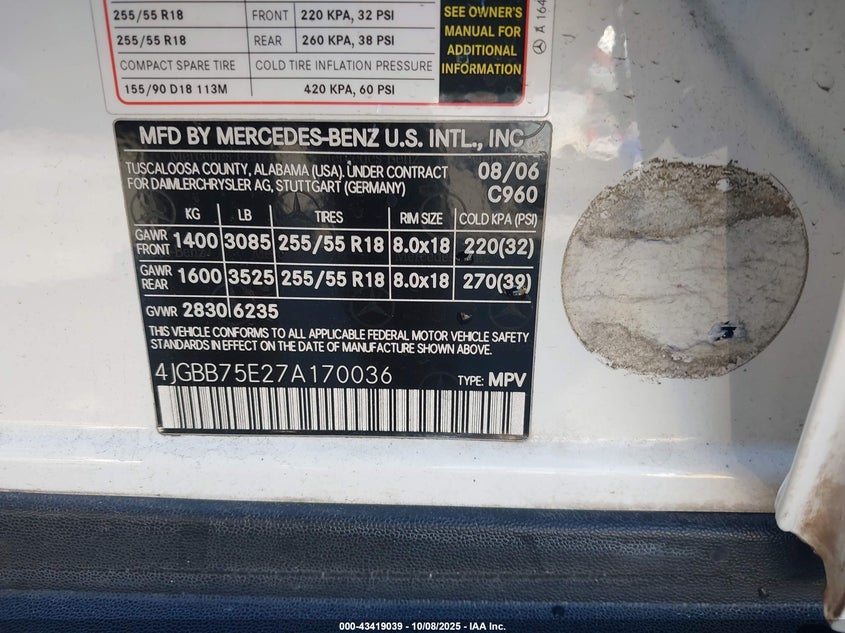 255/55 R18 FRONT 220 KPA, 32 PSI
255/55 R18 REAR 260 KPA, 38 PSI
COMPACT SPARE TIRE COLD TIRE INFLATION PRESSURE
155/90 D18 113M 420 KPA, 60 PSI
SEE OWNER'S
MANUAL FOR
ADDITIONAL
INFORMATION
A 164
MFD BY MERCEDES-BENZ U.S. INTL., INC
TUSCALOOSA COUNTY, ALABAMA (USA). UNDER CONTRACT 08/06
FOR DAIMLERCHRYSLER AG, STUTTGART (GERMANY) C960
KG LB TIRES RIM SIZE COLD KPA (PSI)
GAWR FRONT 1400 3085 255/55 R18 8.0x18 220(32)
GAWR REAR 1600 3525 255/55 R18 8.0x18 270(39)
GVWR 2830 6235
THIS VEHICLE CONFORMS TO ALL APPLICABLE FEDERAL MOTOR VEHICLE SAFETY
STANDARDS IN EFFECT ON THE DATE OF MANUFACTURE SHOWN ABOVE.
4JGBB75E27A170036 TYPE: MPV
000-43419039 - 10/08/2025 - IAA Inc.